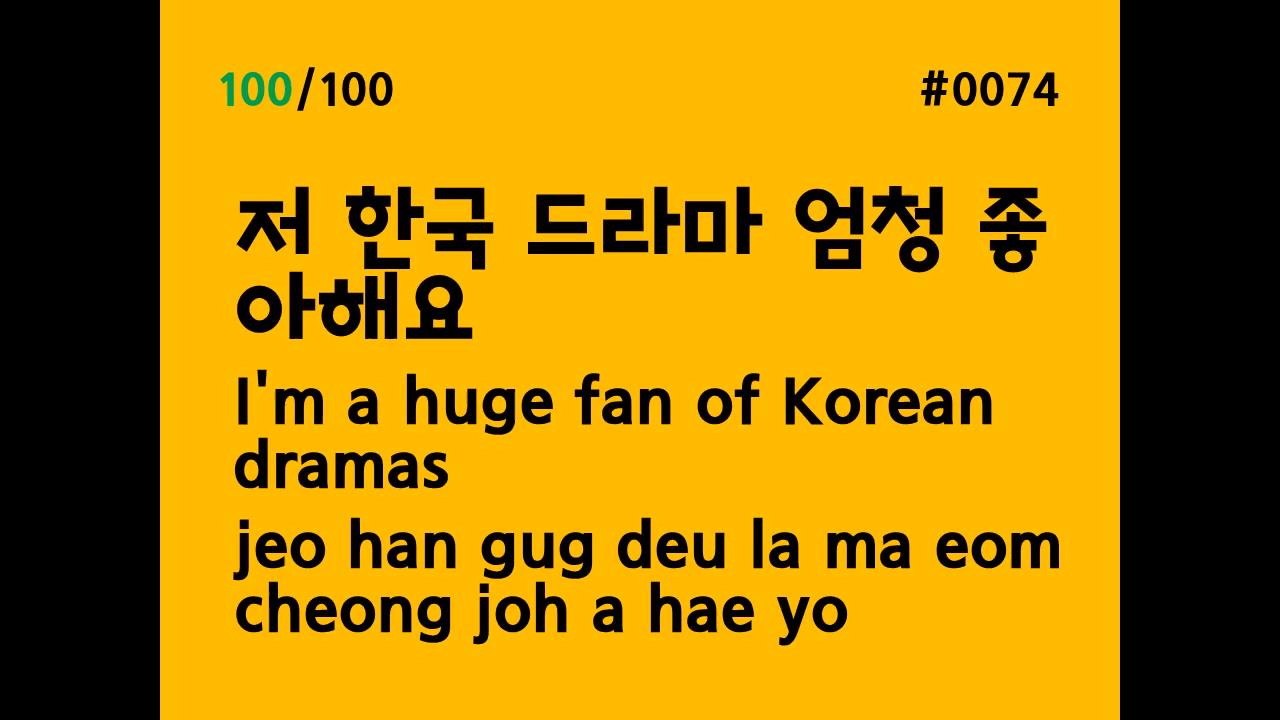 100/100 #0074
저 한국 드라마 엄청 좋
아해요
I'm a huge fan of Korean
dramas
jeo han gug deu la ma eom
cheong joh a hae yo